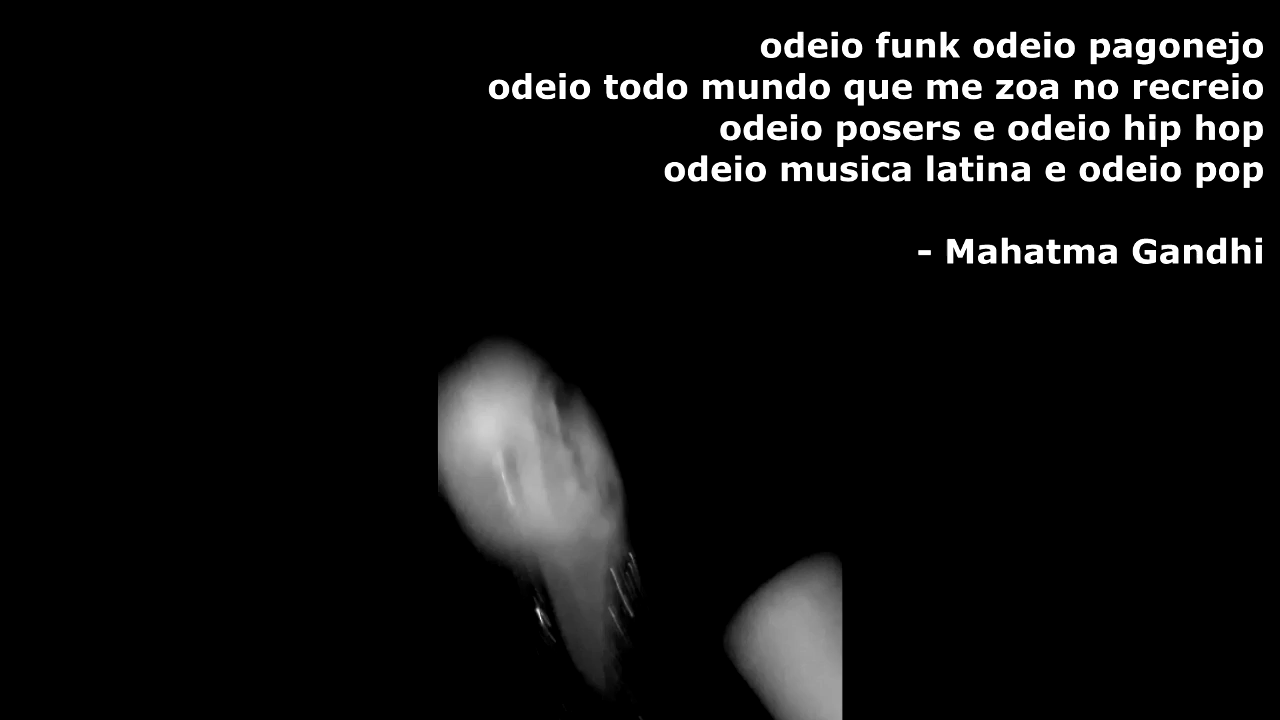 odeio funk odeio pagonejo
odeio todo mundo que me zoa no recreio
odeio posers e odeio hip hop
odeio musica latina e odeio pop
- Mahatma Gandhi